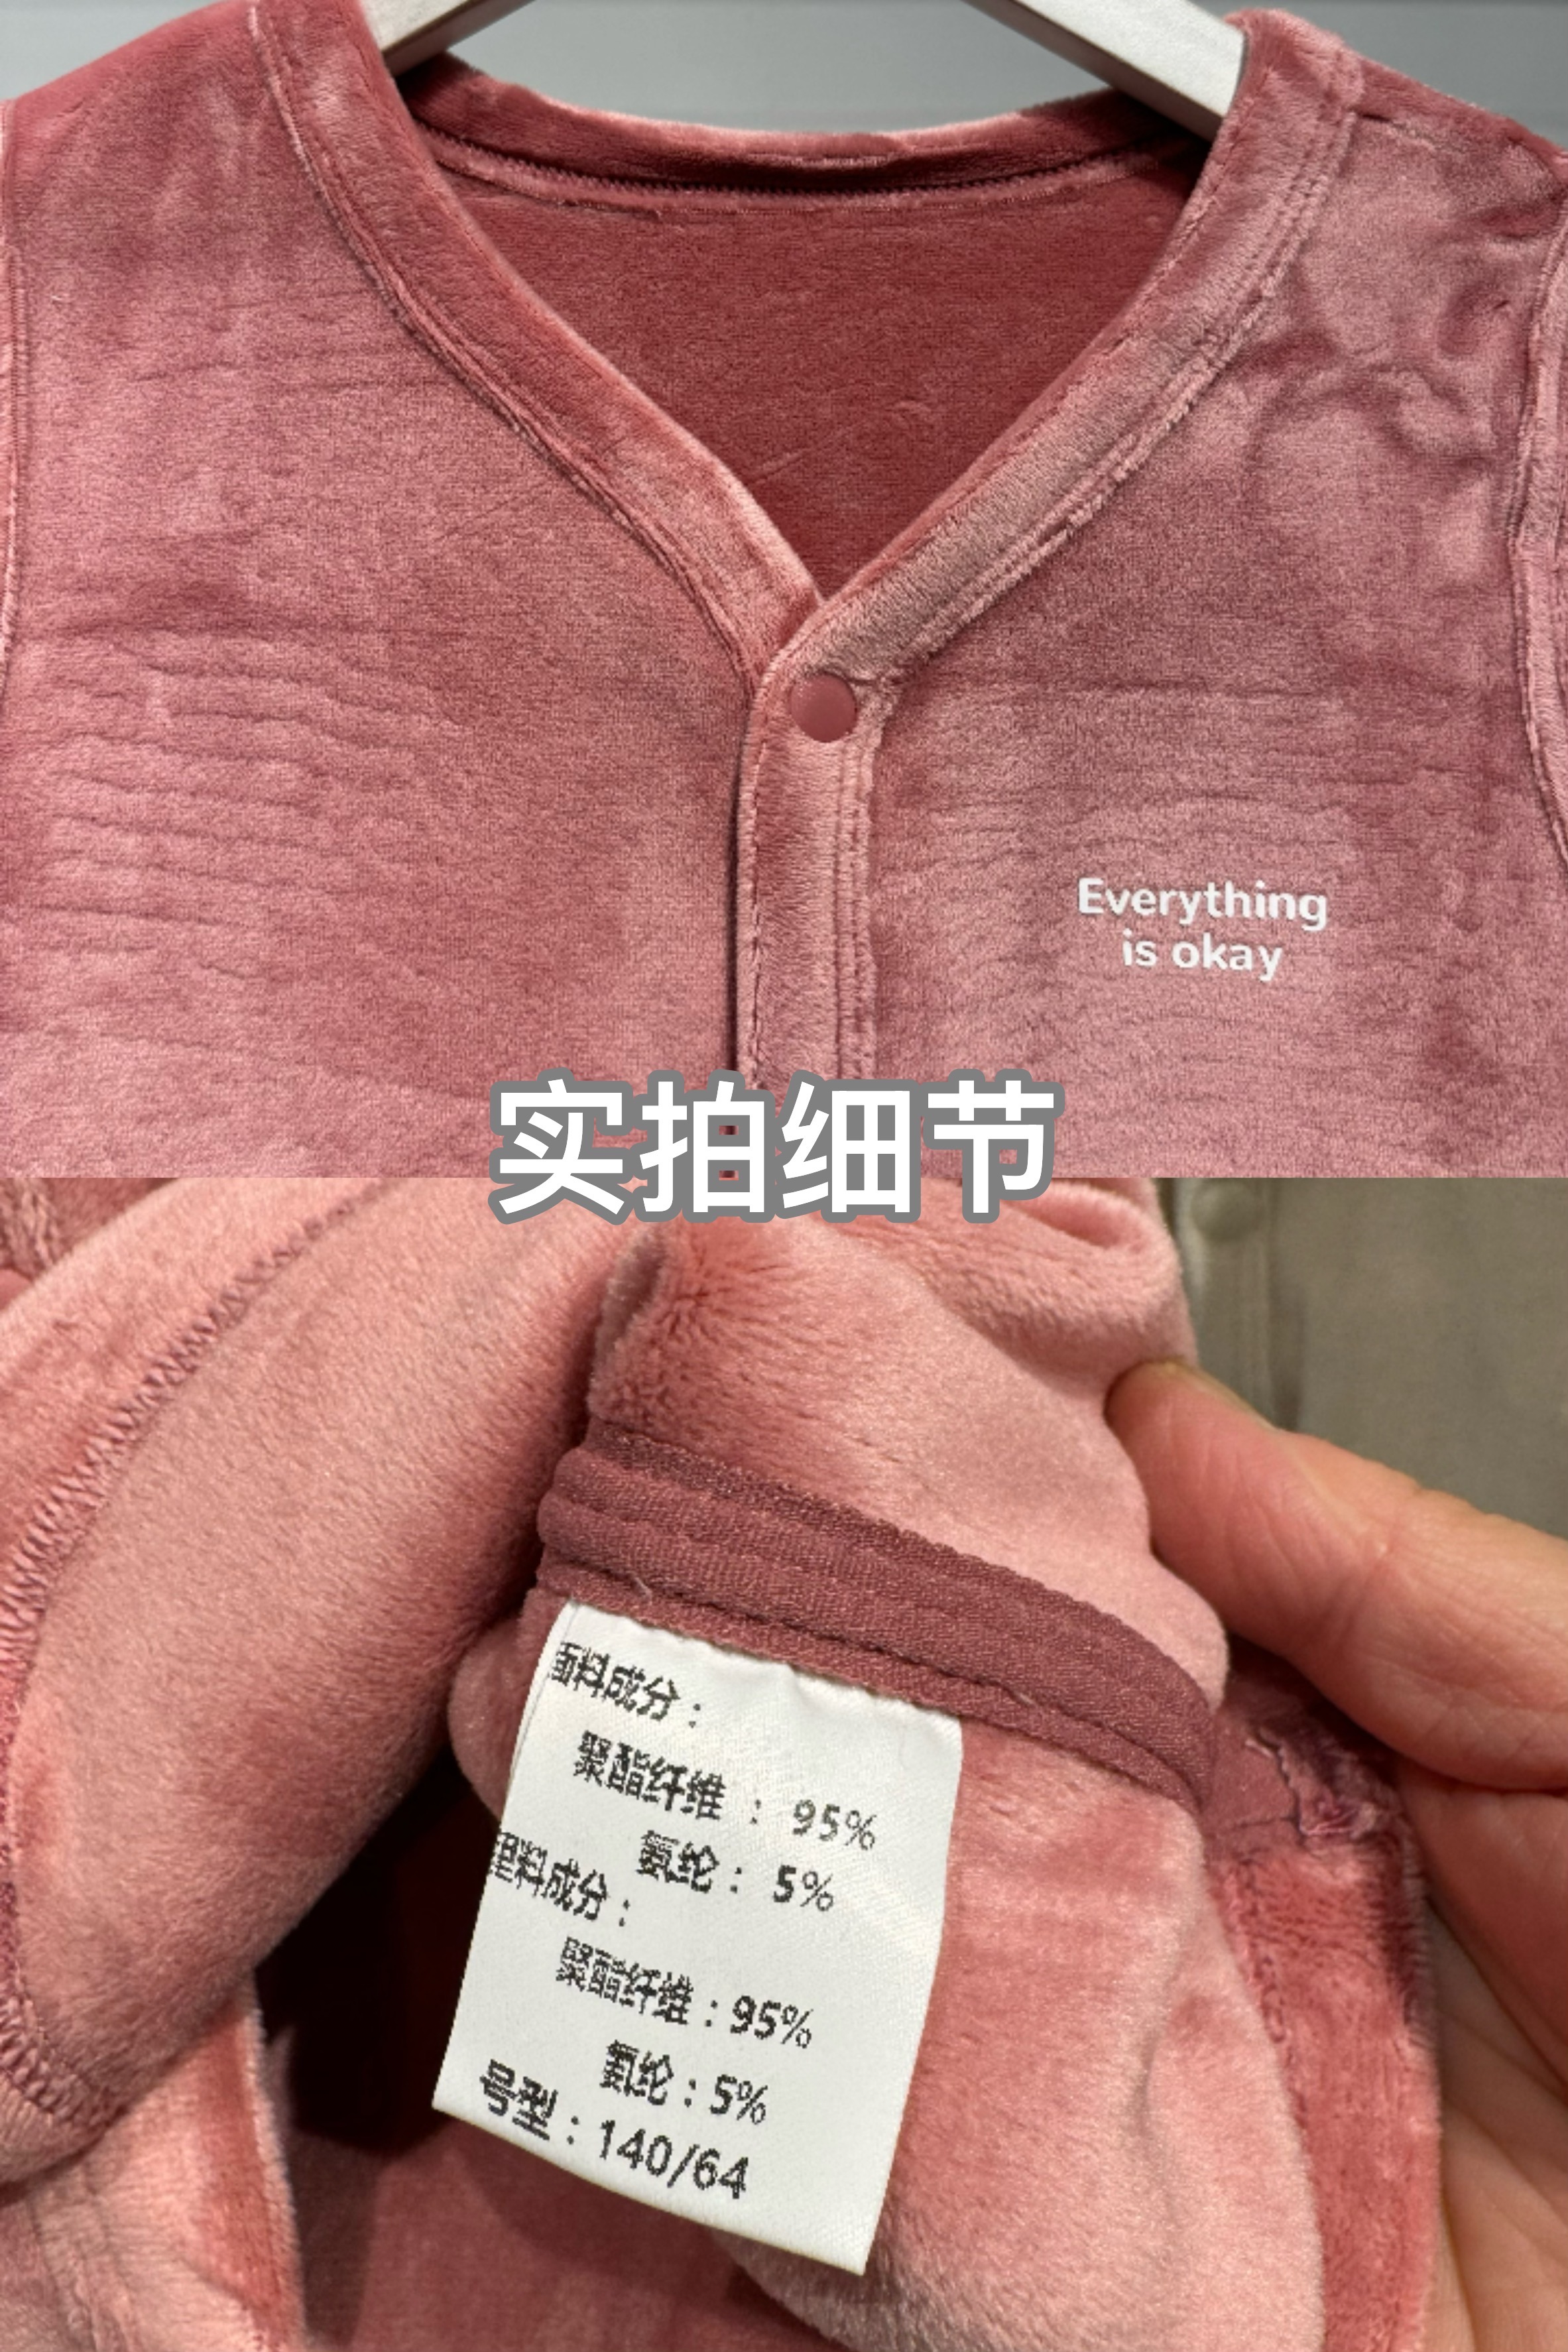 Everything
is okay
实拍细节
面料成分：
聚酯纤维：95%
氨纶：5%
里料成分：
聚酯纤维：95%
氨纶：5%
号型：140/64